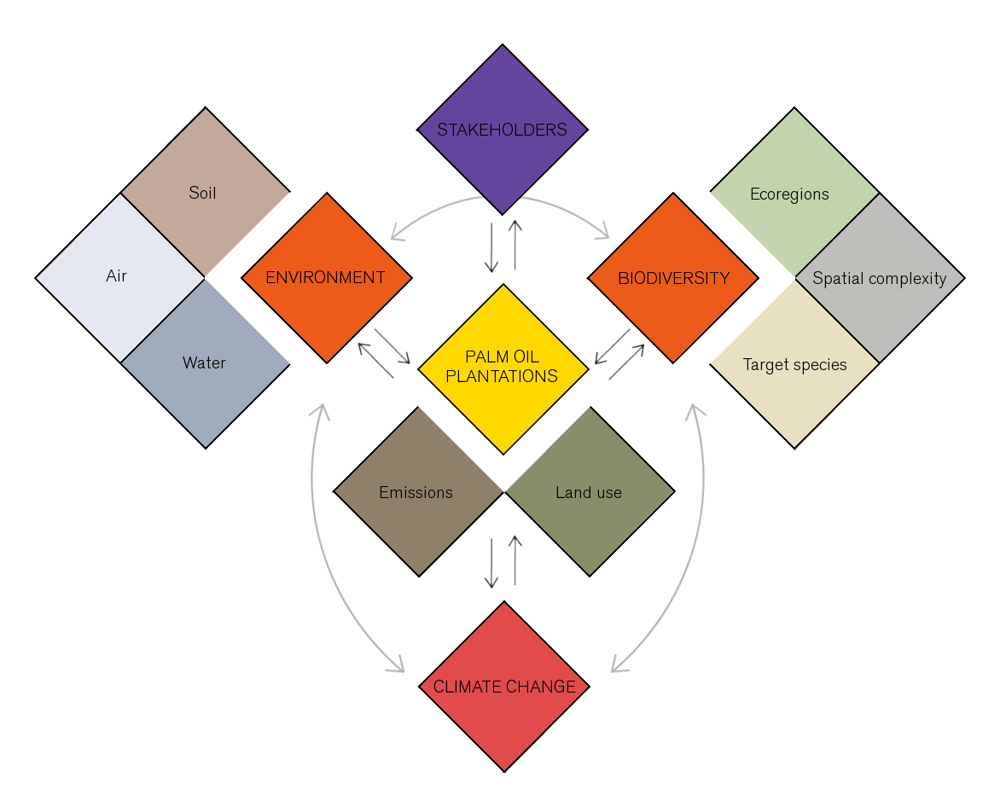 STAKEHOLDERS
Soil
Ecoregions
Air
ENVIRONMENT
BIODIVERSITY
Spatial complexity
Water
PALM OIL
PLANTATIONS
Target species
Emissions
Land use
CLIMATE CHANGE